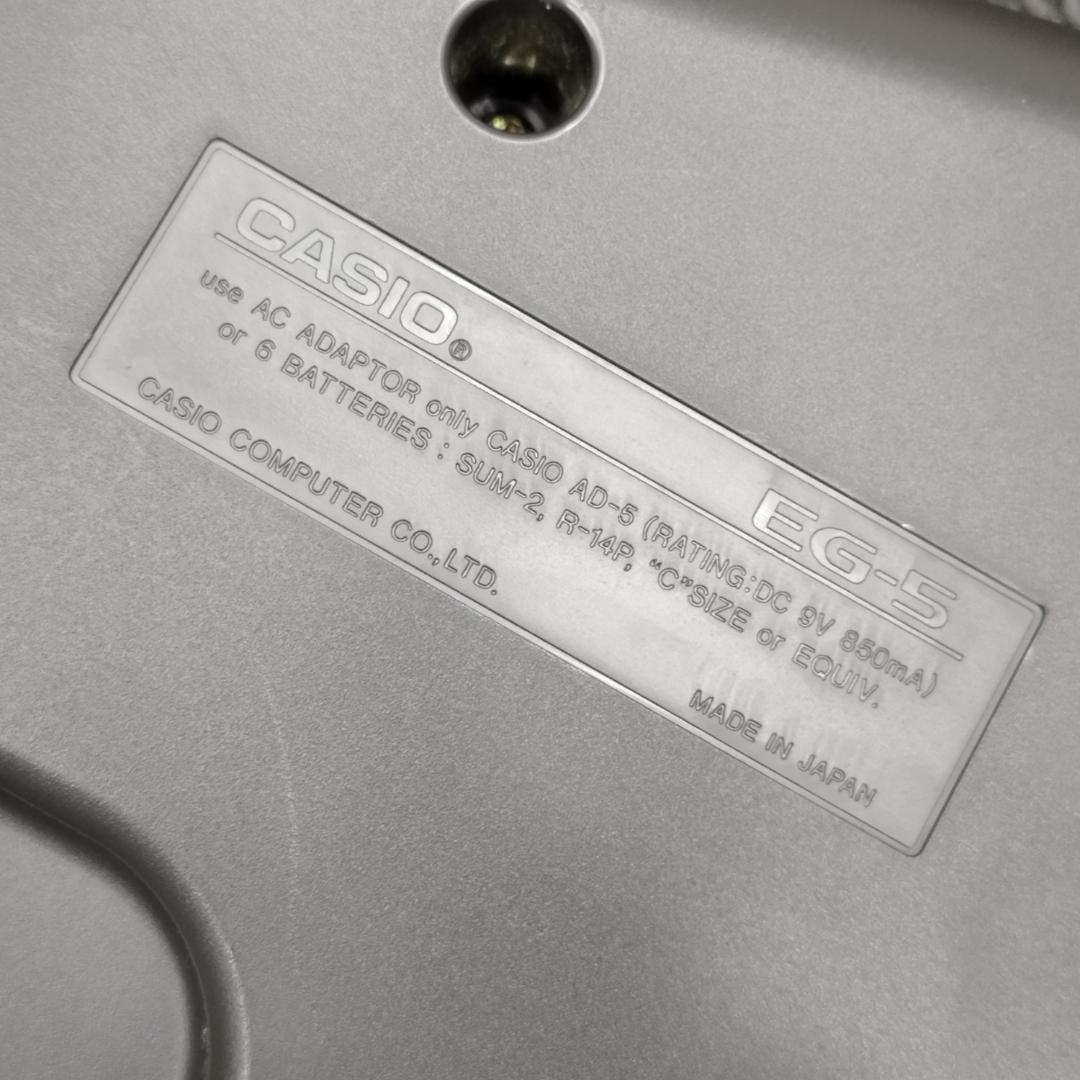 CASIO® EG-5
use AC ADAPTOR only CASIO AD-5 (RATING:DC 9V 850mA)
or 6 BATTERIES : SUM-2, R-14P, "C"SIZE or EQUIV.
CASIO COMPUTER CO.,LTD. MADE IN JAPAN